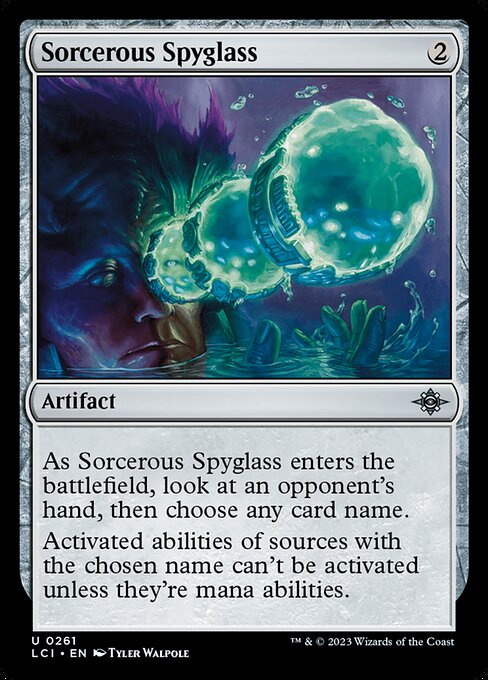 Sorcerous Spyglass 2
Artifact
As Sorcerous Spyglass enters the
battlefield, look at an opponent's
hand, then choose any card name.
Activated abilities of sources with
the chosen name can't be activated
unless they're mana abilities.
U 0261
LCI • EN Tyler Walpole
™ & © 2023 Wizards of the Coast